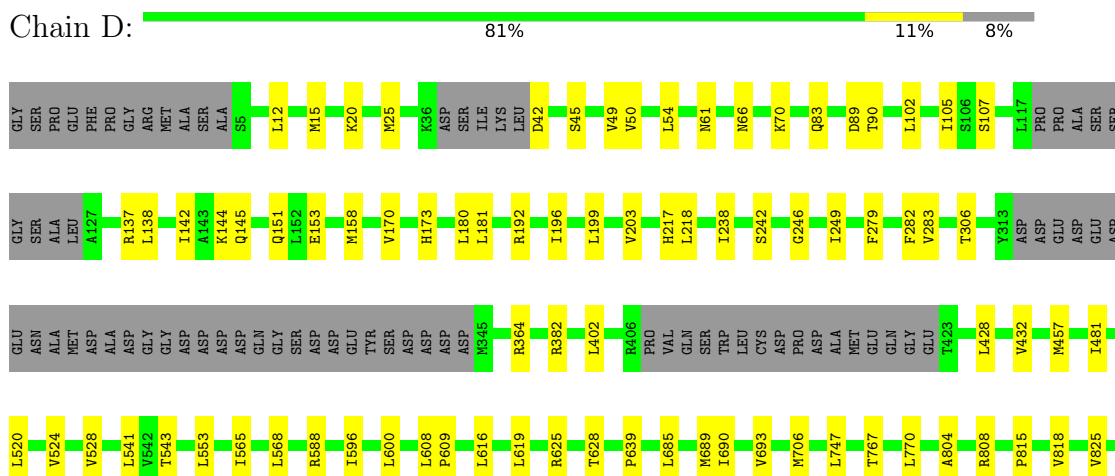 Chain D:
81% 11% 8%
GLY SER PRO GLU PHE PRO GLY ARG MET ALA SER ALA S5 L12 M15 K20 M25 K36 ASP SER ILE LYS LEU D42 S45 V49 V50 L54 N61 N66 K70 Q83 D89 T90 L102 I105 S106 S107 L117 PRO PRO ALA SER SER
GLY SER ALA LEU A127 R137 L138 I142 A143 K144 Q145 Q151 L152 E153 M158 V170 H173 L180 L181 R192 I196 L199 V203 H217 L218 I238 S242 G246 I249 F279 F282 V283 T306 Y313 ASP ASP GLU ASP GLU ASP
GLU ASN ALA MET ASP ALA ASP GLY GLY ASP ASP ASP ASP GLN GLY SER ASP ASP GLU TYR SER ASP ASP ASP ASP M345 R364 R382 L402 R406 PRO VAL GLN SER TRP LEU CYS ASP PRO ASP ALA MET GLU GLN GLY GLU T423 L428 V432 M457 I481
L520 V524 V528 L541 V542 T543 L553 I565 L568 R588 I596 L600 L608 P609 L616 L619 R625 T628 P639 L685 M689 I690 V693 M706 L747 T767 L770 A804 R808 P815 V818 V825